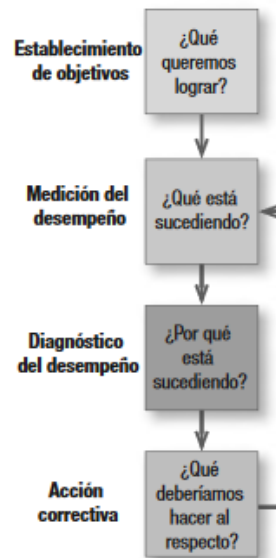 Establecimiento
de objetivos
¿Qué
queremos
lograr?
Medición del
desempeño
¿Qué está
sucediendo?
Diagnóstico
del desempeño
¿Por qué
está
sucediendo?
Acción
correctiva
¿Qué
deberíamos
hacer al
respecto?